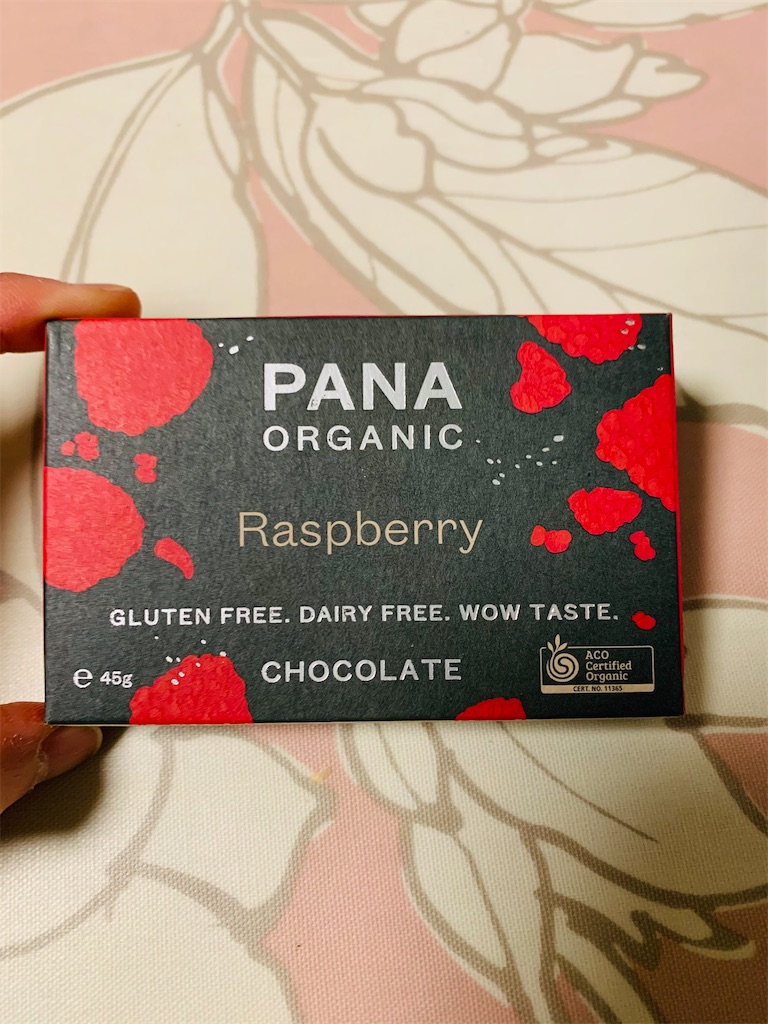 PANA
ORGANIC
Raspberry
GLUTEN FREE. DAIRY FREE. WOW TASTE.
CHOCOLATE
℮ 45g
ACO
Certified
Organic
CERT. NO. 11365